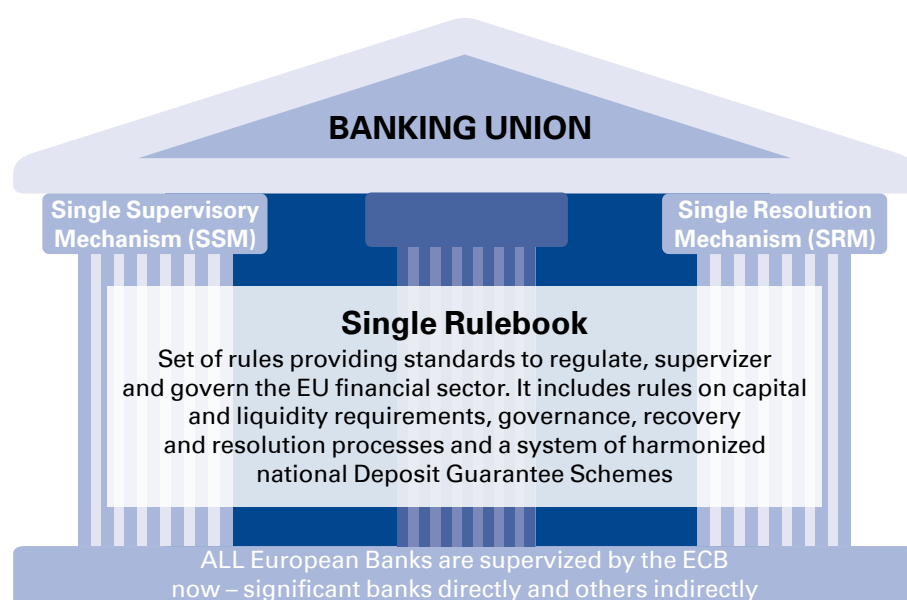 BANKING UNION
Single Supervisory
Mechanism (SSM)
Single Resolution
Mechanism (SRM)
Single Rulebook
Set of rules providing standards to regulate, supervizer
and govern the EU financial sector. It includes rules on capital
and liquidity requirements, governance, recovery
and resolution processes and a system of harmonized
national Deposit Guarantee Schemes
ALL European Banks are supervized by the ECB
now – significant banks directly and others indirectly